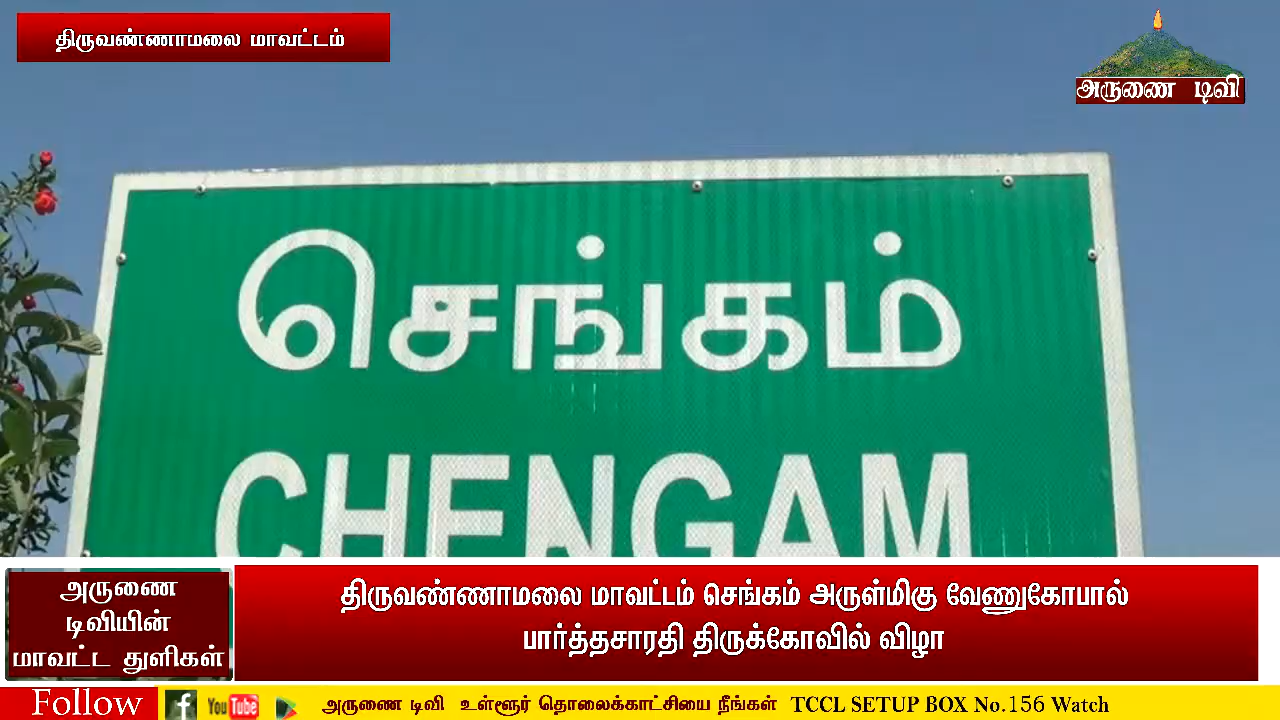 திருவண்ணாமலை மாவட்டம்
அருணை டிவி
செங்கம்
CHENGAM
அருணை
டிவியின்
மாவட்ட துளிகள்
திருவண்ணாமலை மாவட்டம் செங்கம் அருள்மிகு வேணுகோபால்
பார்த்தசாரதி திருக்கோவில் விழா
Follow f YouTube அருணை டிவி உள்ளூர் தொலைக்காட்சியை நீங்கள் TCCL SETUP BOX No.156 Watch